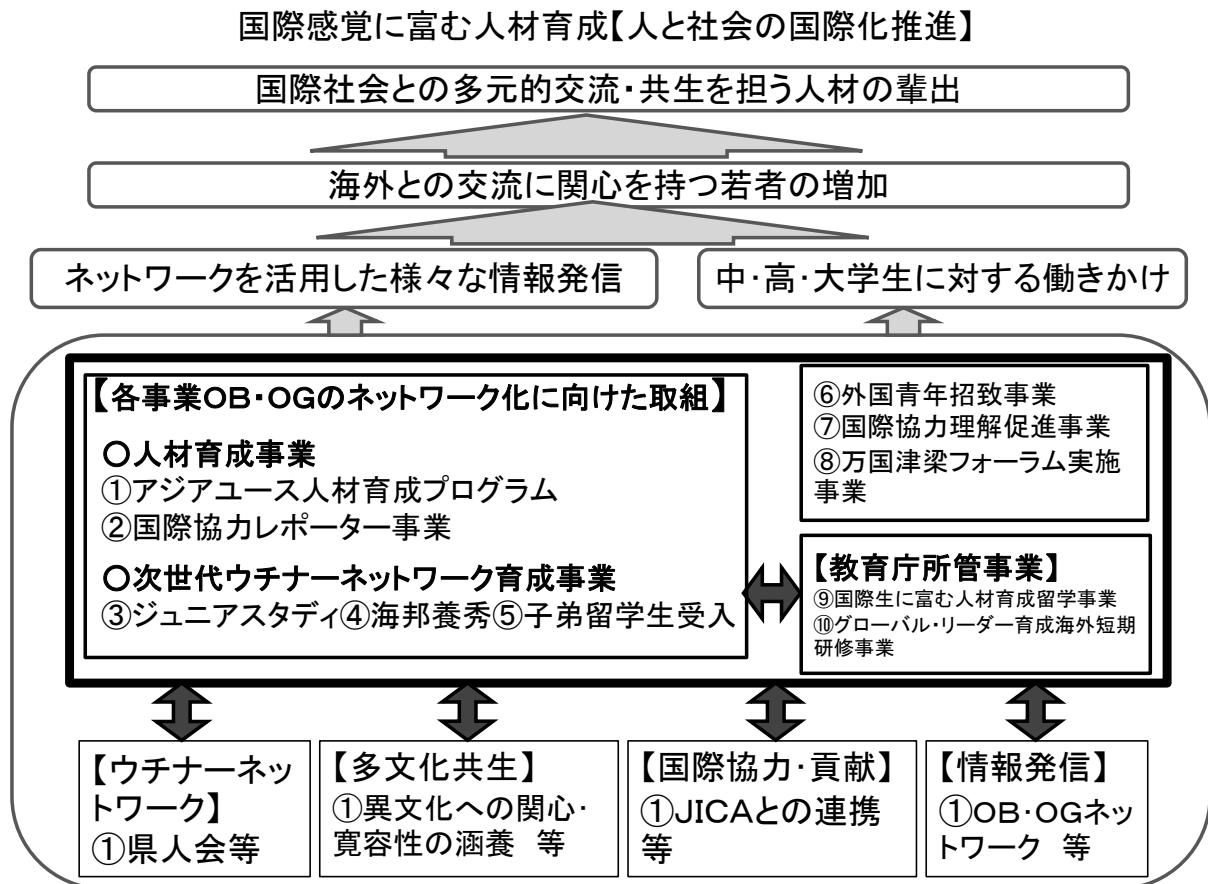 国際感覚に富む人材育成【人と社会の国際化推進】
国際社会との多元的交流・共生を担う人材の輩出
海外との交流に関心を持つ若者の増加
ネットワークを活用した様々な情報発信
中・高・大学生に対する働きかけ
【各事業OB・OGのネットワーク化に向けた取組】
○人材育成事業
①アジアユース人材育成プログラム
②国際協力レポーター事業
○次世代ウチナーネットワーク育成事業
③ジュニアスタディ④海邦養秀⑤子弟留学生受入
⑥外国青年招致事業
⑦国際協力理解促進事業
⑧万国津梁フォーラム実施
事業
【教育庁所管事業】
⑨国際生に富む人材育成留学事業
⑩グローバル・リーダー育成海外短期
研修事業
【ウチナーネッ
トワーク】
①県人会等
【多文化共生】
①異文化への関心・
寛容性の涵養　等
【国際協力・貢献】
①JICAとの連携
等
【情報発信】
①OB・OGネッ
トワーク　等